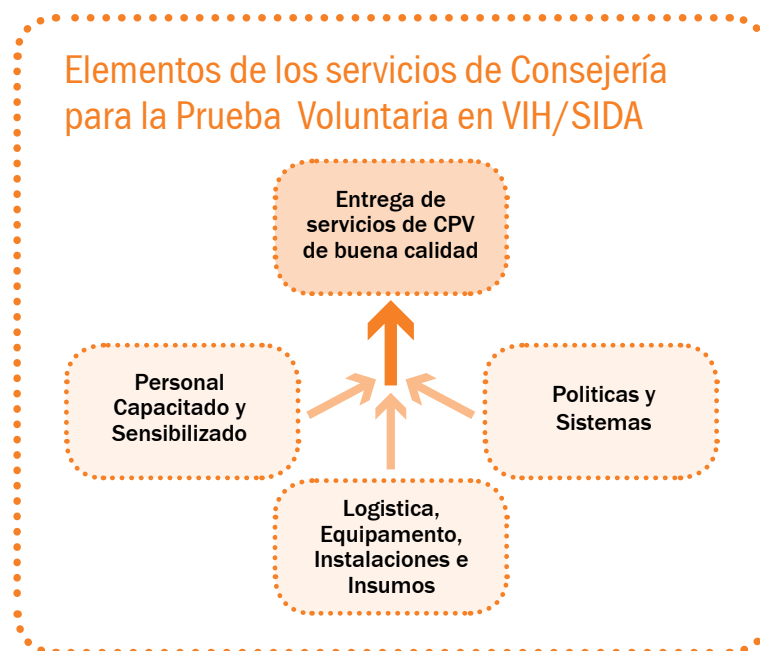 Elementos de los servicios de Consejería
para la Prueba Voluntaria en VIH/SIDA
Entrega de
servicios de CPV
de buena calidad
Personal
Capacitado y
Sensibilizado
Politicas y
Sistemas
Logistica,
Equipamento,
Instalaciones e
Insumos